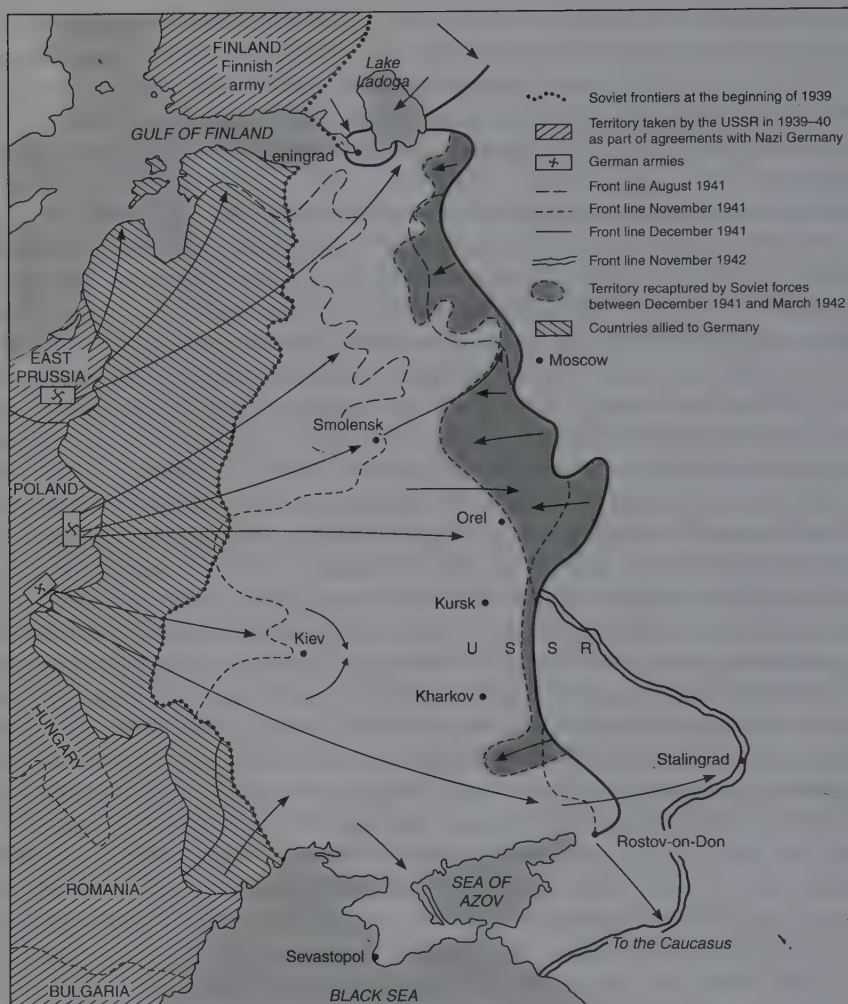 FINLAND
Finnish
army
Lake
Ladoga
GULF OF FINLAND
Leningrad
Soviet frontiers at the beginning of 1939
Territory taken by the USSR in 1939–40
as part of agreements with Nazi Germany
German armies
Front line August 1941
Front line November 1941
Front line December 1941
Front line November 1942
Territory recaptured by Soviet forces
between December 1941 and March 1942
Countries allied to Germany
EAST
PRUSSIA
Moscow
Smolensk
POLAND
Orel
Kursk
Kiev
U S S R
Kharkov
HUNGARY
Stalingrad
Rostov-on-Don
ROMANIA
SEA OF
AZOV
To the Caucasus
Sevastopol
BULGARIA
BLACK SEA